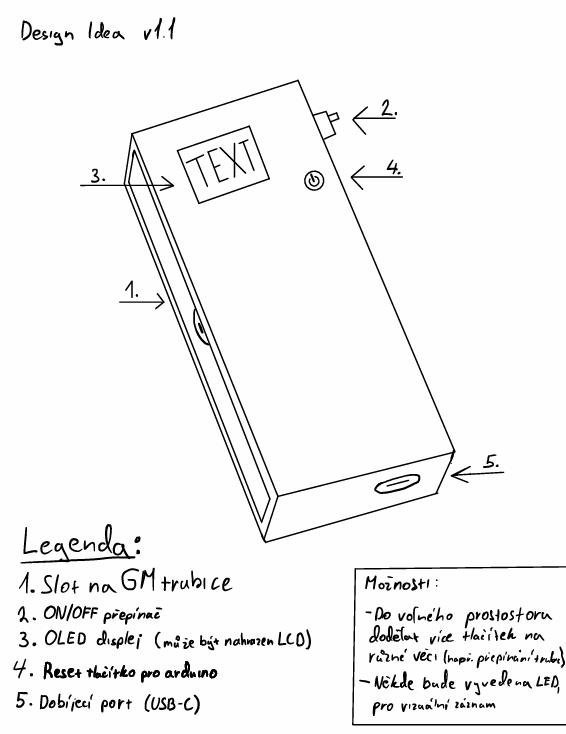 Design Idea v1.1
2.
TEXT
3.
4.
1.
5.
Legenda:
1. Slot na GM trubice
2. ON/OFF přepínač
3. OLED displej (může být nahrazen LCD)
4. Reset tlačítko pro arduino
5. Dobíjecí port (USB-C)
Možnosti:
- Do volného prostostoru
dodělat více tlačítek na
různé věci (např. přepínání trubic)
- Někde bude vyvedena LED,
pro vizuální záznam